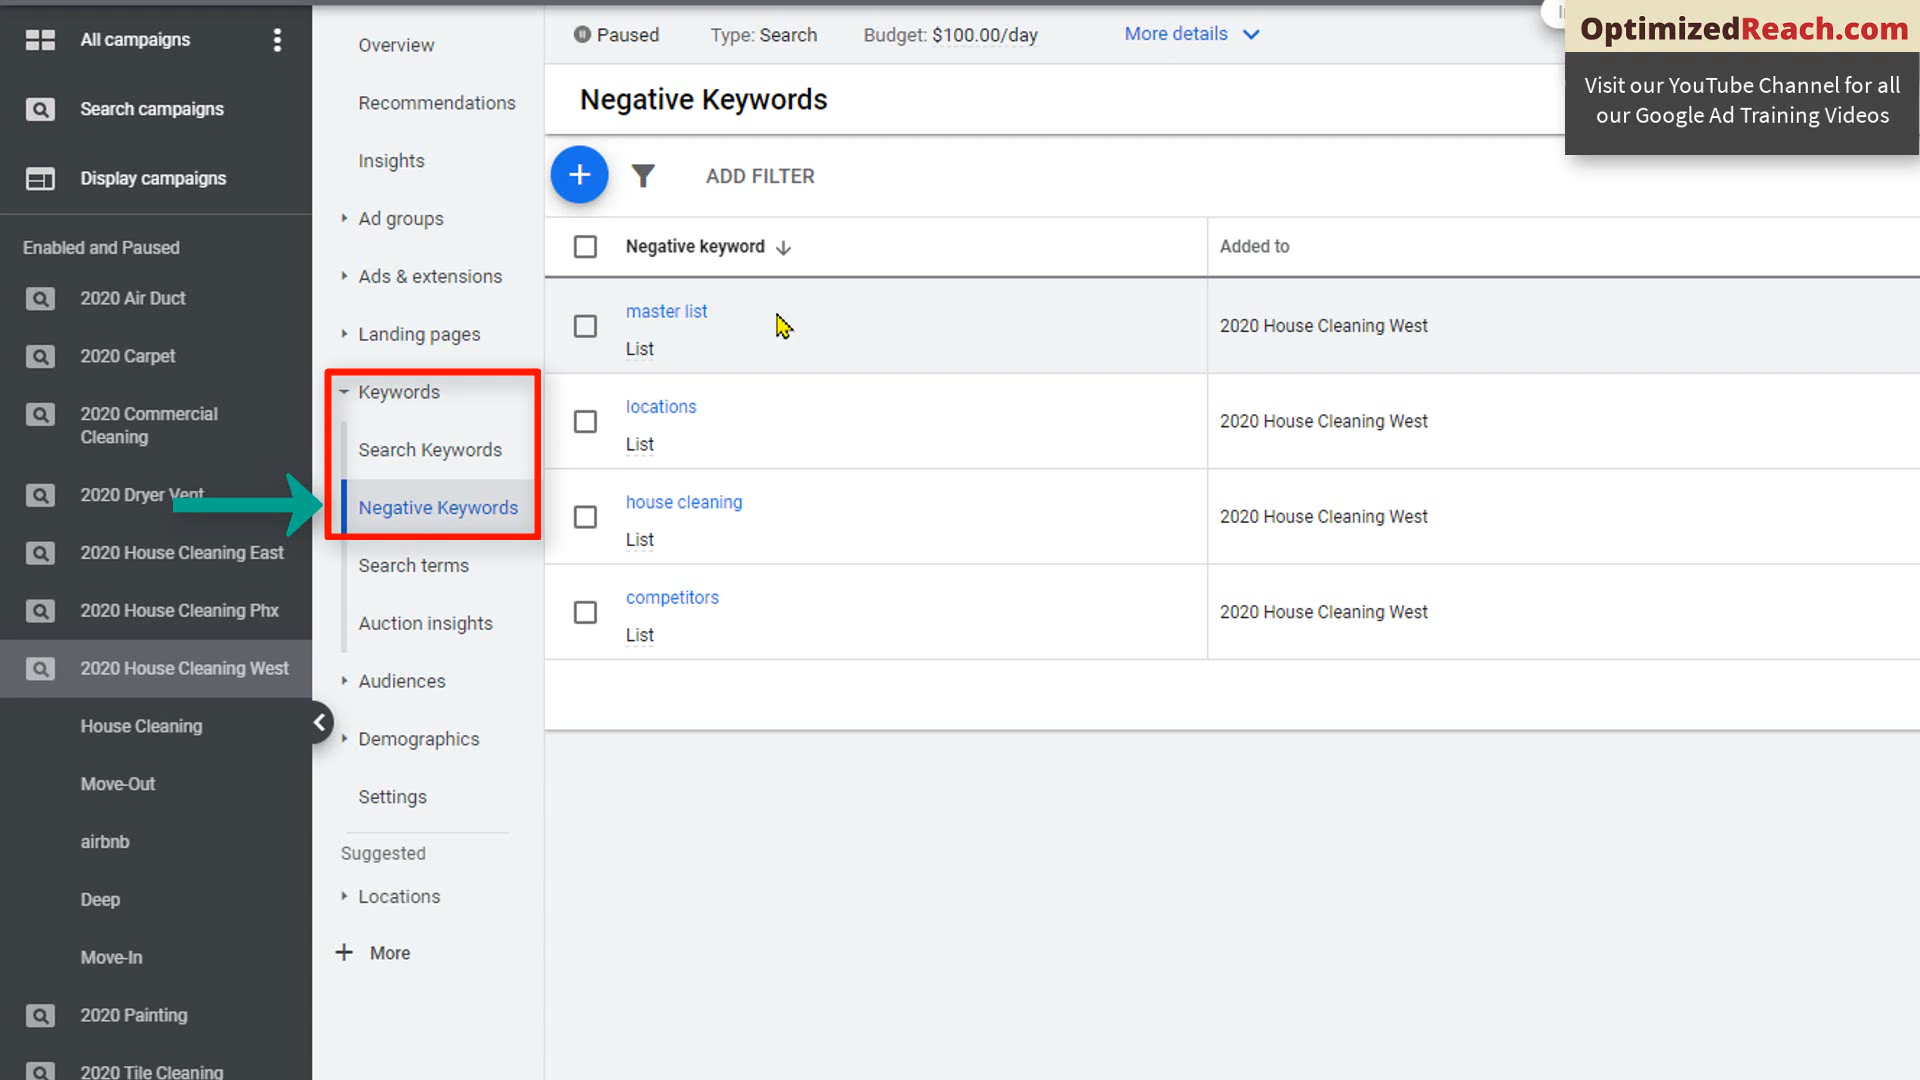 All campaigns
Search campaigns
Display campaigns
Enabled and Paused
2020 Air Duct
2020 Carpet
2020 Commercial
Cleaning
2020 Dryer Vent
2020 House Cleaning East
2020 House Cleaning Phx
2020 House Cleaning West
House Cleaning
Move-Out
airbnb
Deep
Move-In
2020 Painting
2020 Tile Cleaning
Overview
Recommendations
Insights
Ad groups
Ads & extensions
Landing pages
Keywords
Search Keywords
Negative Keywords
Search terms
Auction insights
Audiences
Demographics
Settings
Suggested
Locations
More
Paused Type: Search Budget: $100.00/day More details
Negative Keywords
ADD FILTER
Negative keyword Added to
master list
List
2020 House Cleaning West
locations
List
2020 House Cleaning West
house cleaning
List
2020 House Cleaning West
competitors
List
2020 House Cleaning West
OptimizedReach.com
Visit our YouTube Channel for all
our Google Ad Training Videos